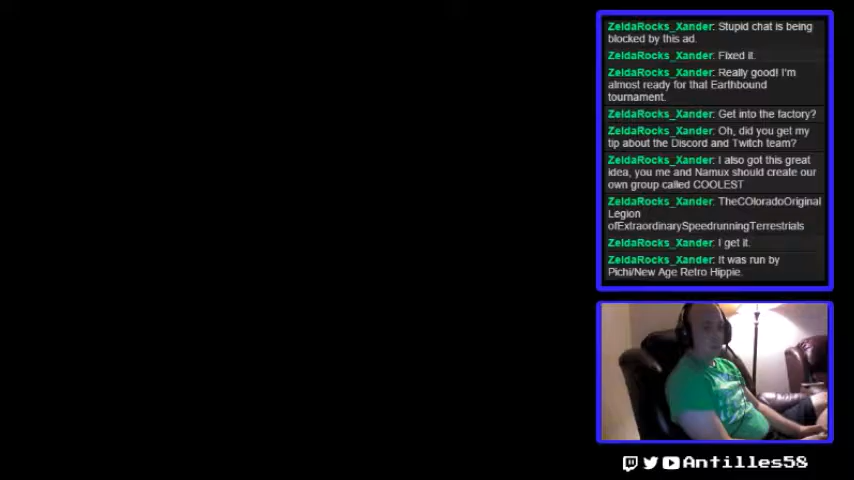 ZeldaRocks_Xander: Stupid chat is being
blocked by this ad.
ZeldaRocks_Xander: Fixed it.
ZeldaRocks_Xander: Really good! I'm
almost ready for that Earthbound
tournament.
ZeldaRocks_Xander: Get into the factory?
ZeldaRocks_Xander: Oh, did you get my
tip about the Discord and Twitch team?
ZeldaRocks_Xander: I also got this great
idea, you me and Namux should create our
own group called COOLEST
ZeldaRocks_Xander: TheCOloradoOriginal
Legion
ofExtraordinarySpeedrunningTerrestrials
ZeldaRocks_Xander: I get it.
ZeldaRocks_Xander: It was run by
Pichi/New Age Retro Hippie.
Antilles58